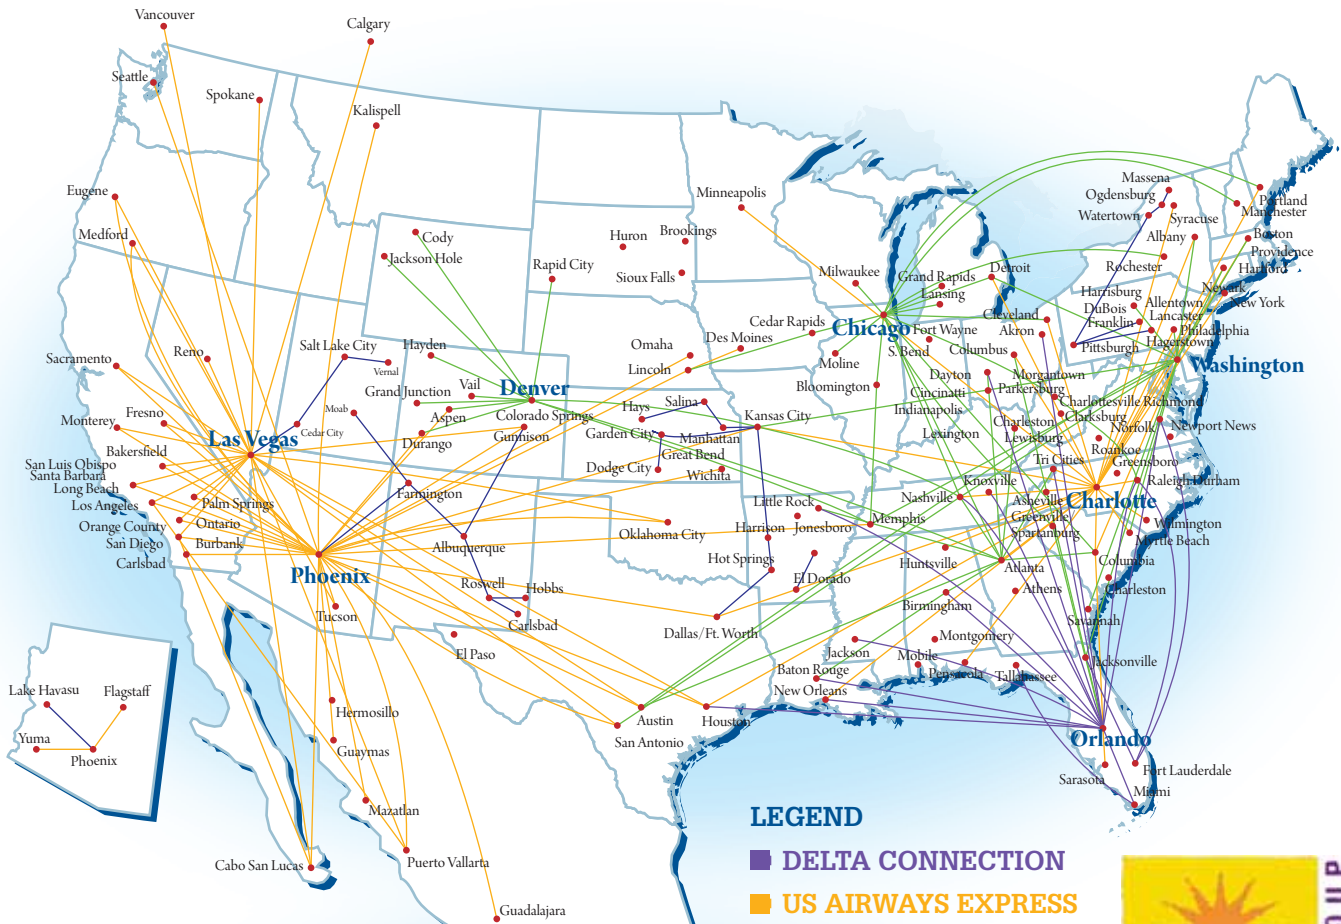 Vancouver
Calgary
Seattle
Spokane
Kalispell
Eugene
Medford
Cody
Jackson Hole
Rapid City
Huron
Brookings
Sioux Falls
Minneapolis
Milwaukee
Grand Rapids
Lansing
Detroit
Massena
Ogdensburg
Watertown
Syracuse
Albany
Rochester
Portland
Manchester
Boston
Providence
Harford
Newark
New York
Harrisburg
DuBois
Franklin
Allentown
Lancaster
Philadelphia
Hagerstown
Pittsburgh
Washington
Cleveland
Akron
Chicago
Fort Wayne
S. Bend
Columbus
Cedar Rapids
Des Moines
Omaha
Lincoln
Moline
Bloomington
Dayton
Cincinatti
Indianapolis
Lexington
Morgantown
Parkersburg
Charlottesville
Richmond
Clarksburg
Charleston
Lewisburg
Norfolk
Newport News
Roankoe
Greensboro
Tri Cities
Raleigh Durham
Knoxville
Nashville
Asheville
Charlotte
Greenville
Spartanburg
Wilmington
Myrtle Beach
Columbia
Charleston
Savannah
Atlanta
Athens
Huntsville
Birmingham
Montgomery
Mobile
Pensacola
Tallahassee
Jacksonville
Orlando
Sarasota
Fort Lauderdale
Miami
Sacramento
Reno
Salt Lake City
Vernal
Hayden
Vail
Denver
Grand Junction
Aspen
Colorado Springs
Gunnison
Durango
Moab
Cedar City
Monterey
Fresno
Las Vegas
Bakersfield
San Luis Obispo
Santa Barbara
Long Beach
Los Angeles
Palm Springs
Orange County
Ontario
San Diego
Burbank
Carlsbad
Phoenix
Tucson
Farmington
Albuquerque
Roswell
Hobbs
Carlsbad
El Paso
Hays
Salina
Kansas City
Garden City
Manhattan
Great Bend
Dodge City
Wichita
Oklahoma City
Little Rock
Harrison
Jonesboro
Memphis
Hot Springs
El Dorado
Dallas/Ft. Worth
Jackson
Baton Rouge
New Orleans
Austin
Houston
San Antonio
Hermosillo
Guaymas
Mazatlan
Cabo San Lucas
Puerto Vallarta
Guadalajara
Lake Havasu
Flagstaff
Yuma
Phoenix
LEGEND
DELTA CONNECTION
US AIRWAYS EXPRESS